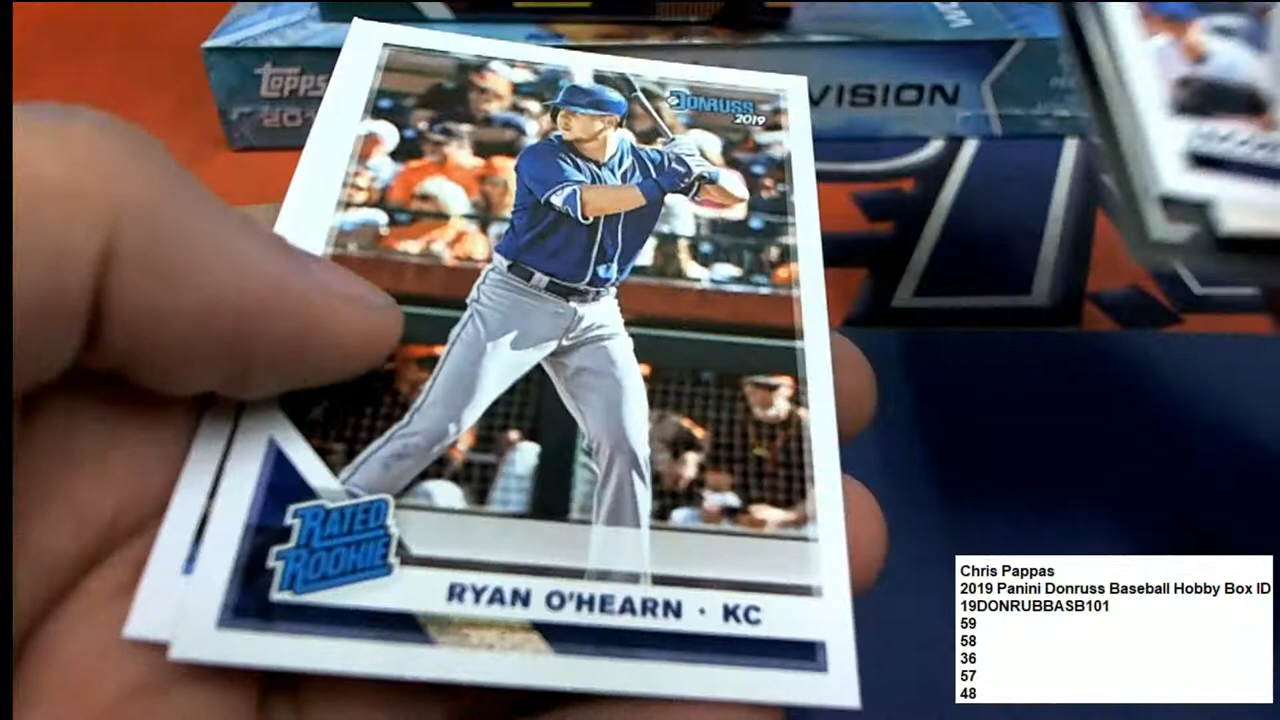 Topps
VISION
DONRUSS
2019
RATED
ROOKIE
RYAN O'HEARN · KC
Chris Pappas
2019 Panini Donruss Baseball Hobby Box ID
19DONRUBBASB101
59
58
36
57
48